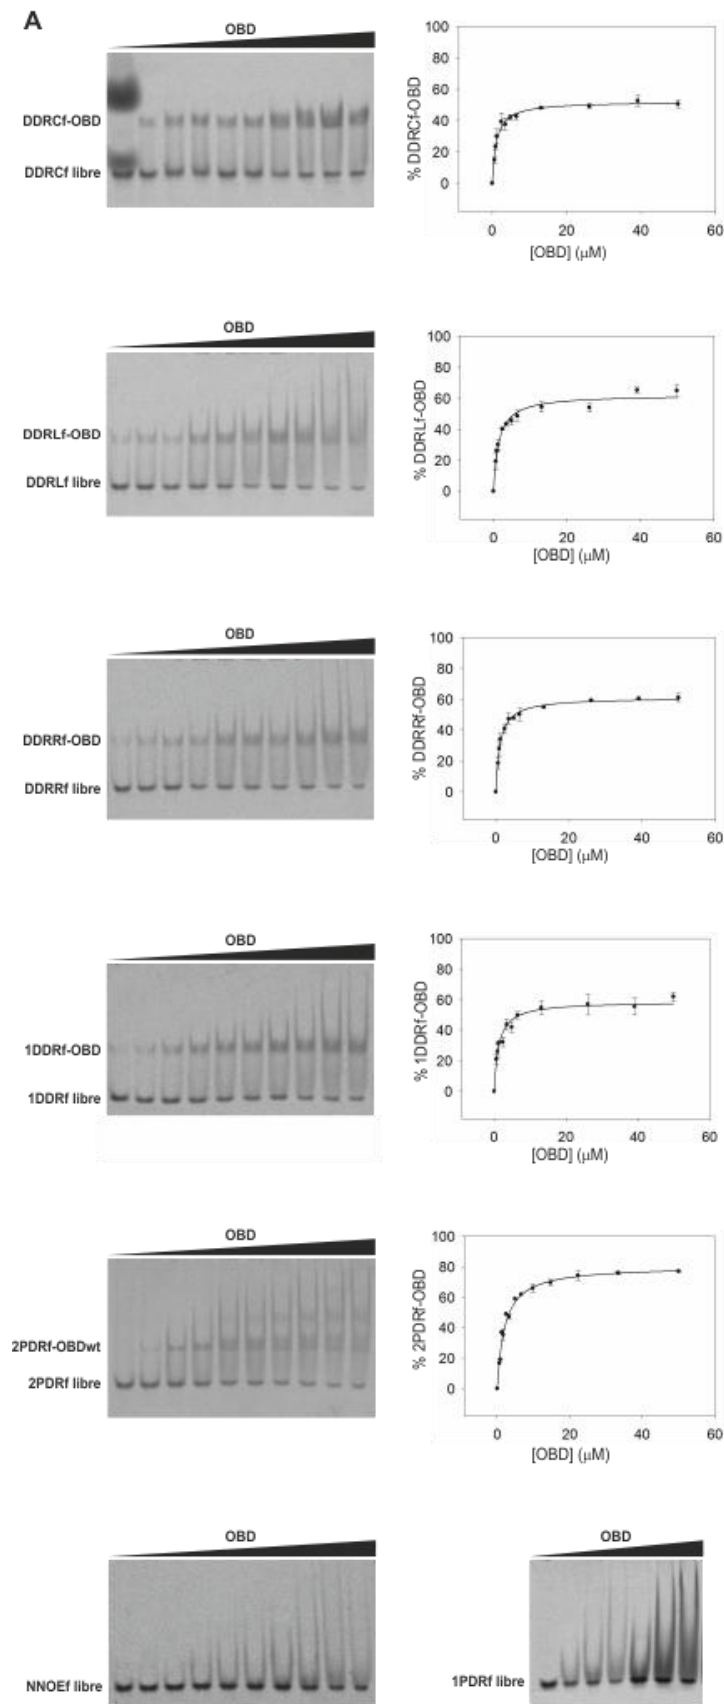 A
OBD
DDRCf-OBD
DDRCf libre
% DDRCf-OBD
100
80
60
40
20
0
0 20 40 60
[OBD] (μM)
OBD
DDRLf-OBD
DDRLf libre
% DDRLf-OBD
100
80
60
40
20
0
0 20 40 60
[OBD] (μM)
OBD
DDRRf-OBD
DDRRf libre
% DDRRf-OBD
100
80
60
40
20
0
0 20 40 60
[OBD] (μM)
OBD
1DDRf-OBD
1DDRf libre
% 1DDRf-OBD
100
80
60
40
20
0
0 20 40 60
[OBD] (μM)
OBD
2PDRf-OBDwt
2PDRf libre
% 2PDRf-OBD
100
80
60
40
20
0
0 20 40 60
[OBD] (μM)
OBD
NNOEf libre
OBD
1PDRf libre